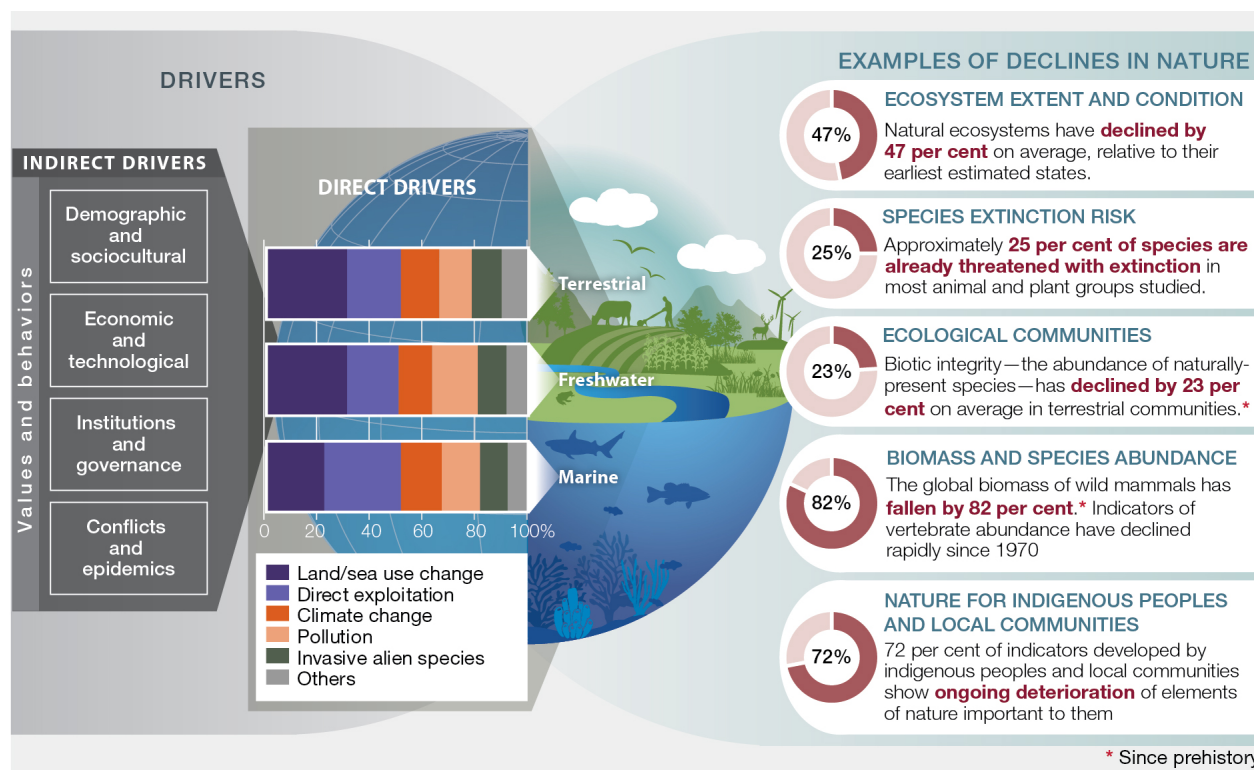 DRIVERS
INDIRECT DRIVERS
Values and behaviors
Demographic
and
sociocultural
Economic
and
technological
Institutions
and
governance
Conflicts
and
epidemics
DIRECT DRIVERS
Terrestrial
Freshwater
Marine
0 20 40 60 80 100%
Land/sea use change
Direct exploitation
Climate change
Pollution
Invasive alien species
Others
EXAMPLES OF DECLINES IN NATURE
47%
ECOSYSTEM EXTENT AND CONDITION
Natural ecosystems have declined by
47 per cent on average, relative to their
earliest estimated states.
25%
SPECIES EXTINCTION RISK
Approximately 25 per cent of species are
already threatened with extinction in
most animal and plant groups studied.
23%
ECOLOGICAL COMMUNITIES
Biotic integrity—the abundance of naturally-
present species—has declined by 23 per
cent on average in terrestrial communities.*
82%
BIOMASS AND SPECIES ABUNDANCE
The global biomass of wild mammals has
fallen by 82 per cent.* Indicators of
vertebrate abundance have declined
rapidly since 1970
72%
NATURE FOR INDIGENOUS PEOPLES
AND LOCAL COMMUNITIES
72 per cent of indicators developed by
indigenous peoples and local communities
show ongoing deterioration of elements
of nature important to them
* Since prehistory